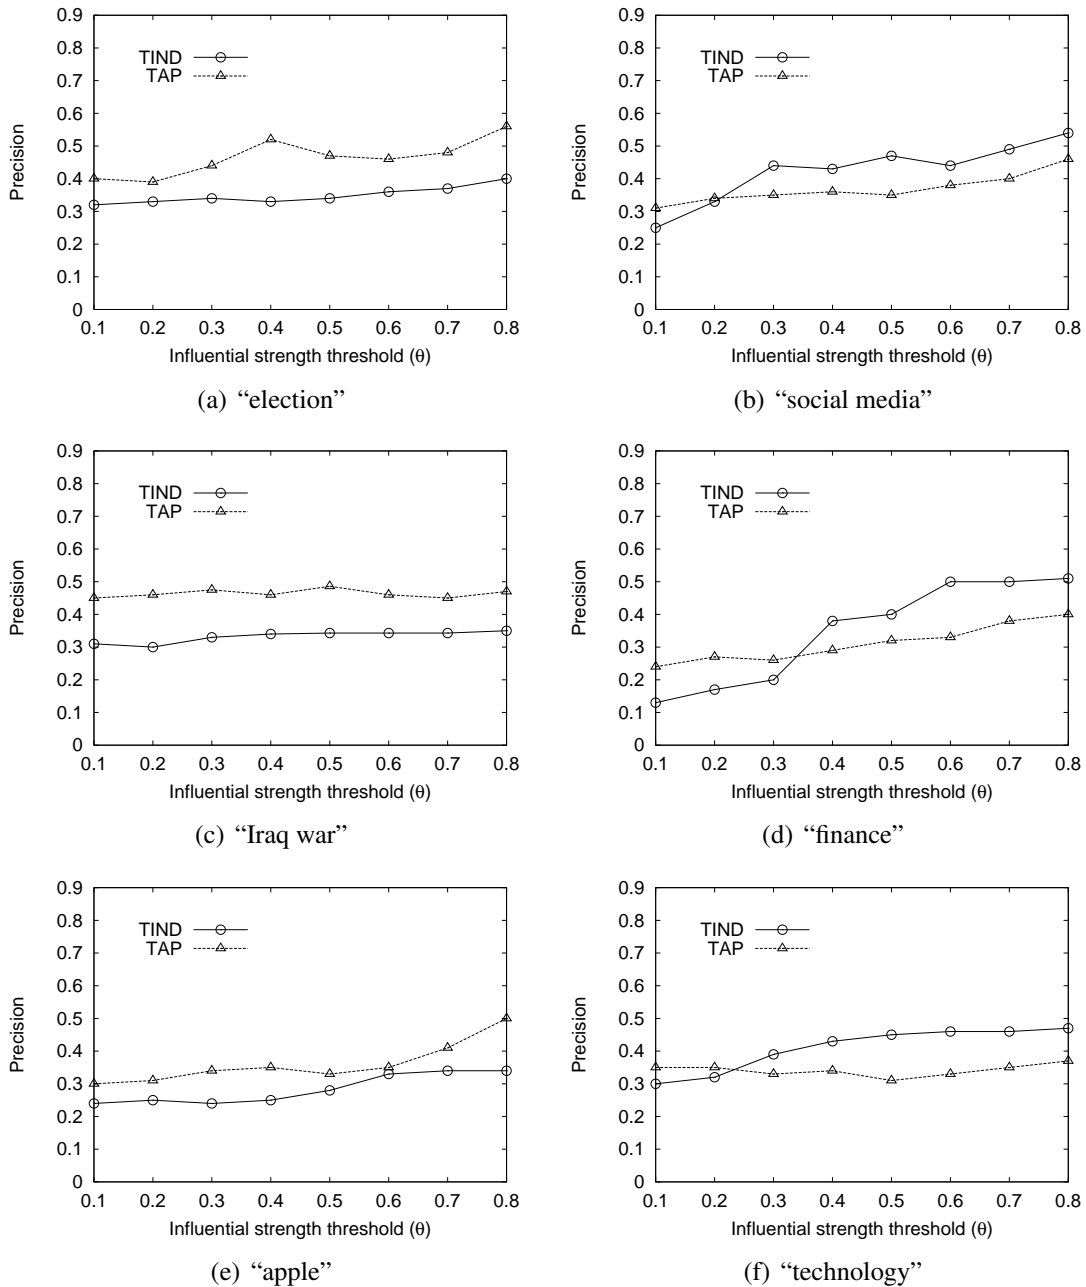 0.9
0.8
0.7
0.6
0.5
0.4
0.3
0.2
0.1
0
Precision
TIND
TAP
0.1 0.2 0.3 0.4 0.5 0.6 0.7 0.8
Influential strength threshold (θ)
(a) “election”
0.9
0.8
0.7
0.6
0.5
0.4
0.3
0.2
0.1
0
Precision
TIND
TAP
0.1 0.2 0.3 0.4 0.5 0.6 0.7 0.8
Influential strength threshold (θ)
(b) “social media”
0.9
0.8
0.7
0.6
0.5
0.4
0.3
0.2
0.1
0
Precision
TIND
TAP
0.1 0.2 0.3 0.4 0.5 0.6 0.7 0.8
Influential strength threshold (θ)
(c) “Iraq war”
0.9
0.8
0.7
0.6
0.5
0.4
0.3
0.2
0.1
0
Precision
TIND
TAP
0.1 0.2 0.3 0.4 0.5 0.6 0.7 0.8
Influential strength threshold (θ)
(d) “finance”
0.9
0.8
0.7
0.6
0.5
0.4
0.3
0.2
0.1
0
Precision
TIND
TAP
0.1 0.2 0.3 0.4 0.5 0.6 0.7 0.8
Influential strength threshold (θ)
(e) “apple”
0.9
0.8
0.7
0.6
0.5
0.4
0.3
0.2
0.1
0
Precision
TIND
TAP
0.1 0.2 0.3 0.4 0.5 0.6 0.7 0.8
Influential strength threshold (θ)
(f) “technology”